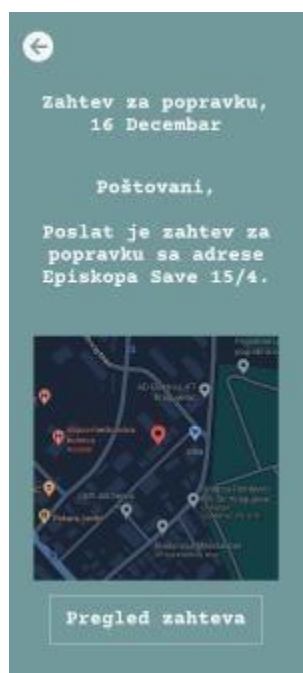 Zahtev za popravku,
16 Decembar
Poštovani,
Poslat je zahtev za
popravku sa adrese
Episkopa Save 15/4.
Pregled zahteva